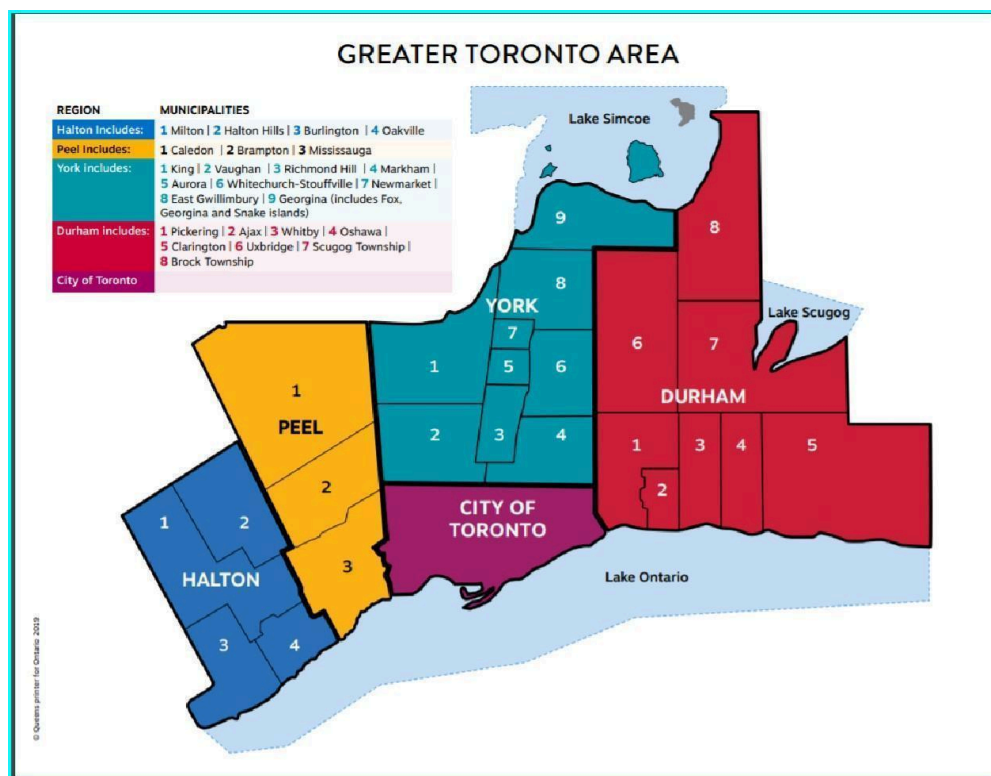 GREATER TORONTO AREA
REGION MUNICIPALITIES
Halton Includes: 1 Milton | 2 Halton Hills | 3 Burlington | 4 Oakville
Peel Includes: 1 Caledon | 2 Brampton | 3 Mississauga
York includes: 1 King | 2 Vaughan | 3 Richmond Hill | 4 Markham |
5 Aurora | 6 Whitechurch-Stouffville | 7 Newmarket |
8 East Gwillimbury | 9 Georgina (includes Fox,
Georgina and Snake islands)
Durham includes: 1 Pickering | 2 Ajax | 3 Whitby | 4 Oshawa |
5 Clarington | 6 Uxbridge | 7 Scugog Township |
8 Brock Township
City of Toronto
Lake Simcoe
9
8
8
YORK
Lake Scugog
7
6
7
1
5
6
1
DURHAM
PEEL
2
3
4
1
3
4
5
2
2
CITY OF
TORONTO
1
2
3
HALTON
Lake Ontario
3
4
© Queens printer for Ontario 2019